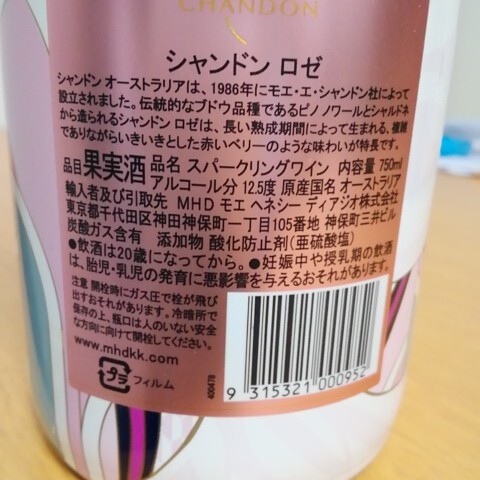 CHANDON
シャンドン ロゼ
シャンドン オーストラリアは、1986年にモエ・エ・シャンドン社によって
設立されました。伝統的なブドウ品種であるピノ ノワールとシャルドネ
から造られるシャンドン ロゼは、長い熟成期間によって生まれる、複雑
でありながらいきいきとした赤いベリーのような味わいが特長です。
品目 果実酒 品名 スパークリングワイン 内容量 750ml
アルコール分 12.5度 原産国名 オーストラリア
輸入者及び引取先 MHD モエ ヘネシー ディアジオ株式会社
東京都千代田区神田神保町一丁目105番地 神保町三井ビル
炭酸ガス含有 添加物 酸化防止剤(亜硫酸塩)
●飲酒は20歳になってから。●妊娠中や授乳期の飲酒
は、胎児・乳児の発育に悪影響を与えるおそれがあります。
注意 開栓時にガス圧で栓が飛び
出すおそれがあります。冷暗所で
保存の上、瓶口は人のいない安全
な方向に向けて開栓してください。
www.mhdkk.com
プラ フィルム
400478
9 315321 000952